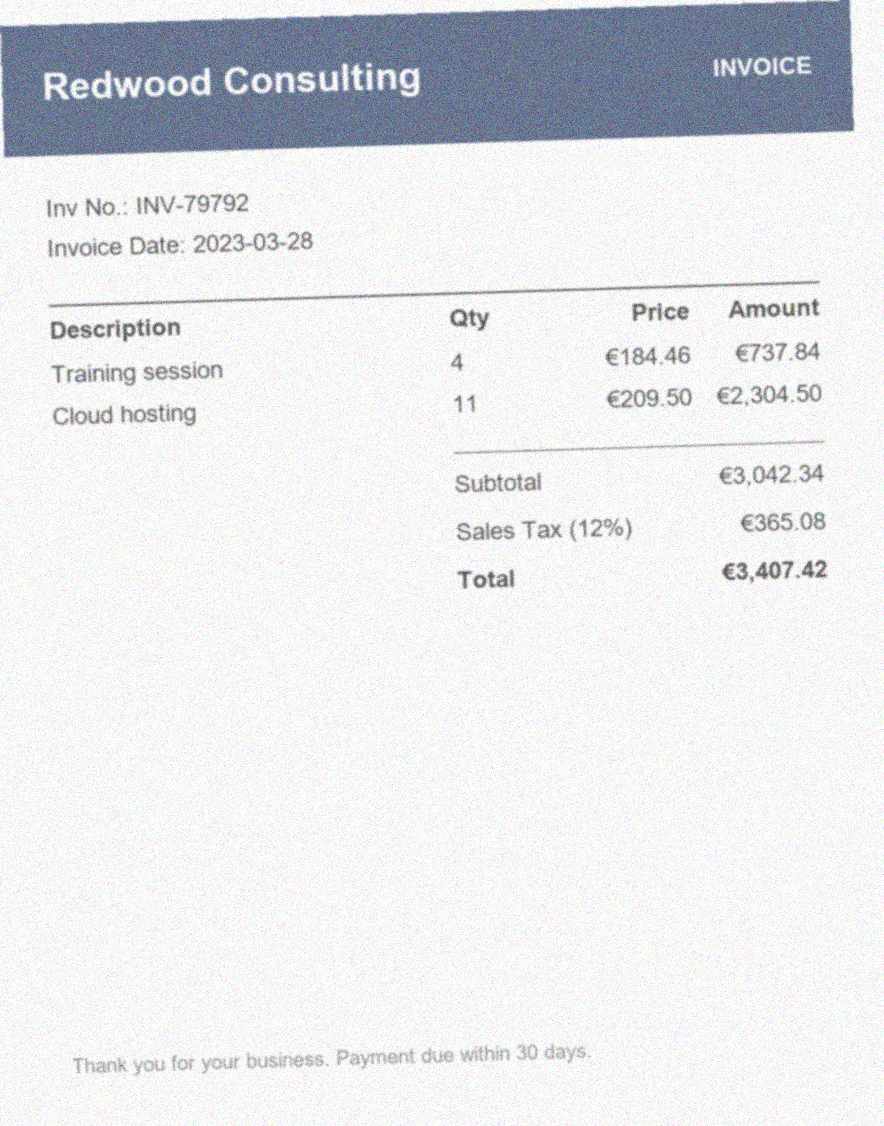 Redwood Consulting INVOICE
Inv No.: INV-79792
Invoice Date: 2023-03-28
Description Qty Price Amount
Training session 4 €184.46 €737.84
Cloud hosting 11 €209.50 €2,304.50
Subtotal €3,042.34
Sales Tax (12%) €365.08
Total €3,407.42
Thank you for your business. Payment due within 30 days.